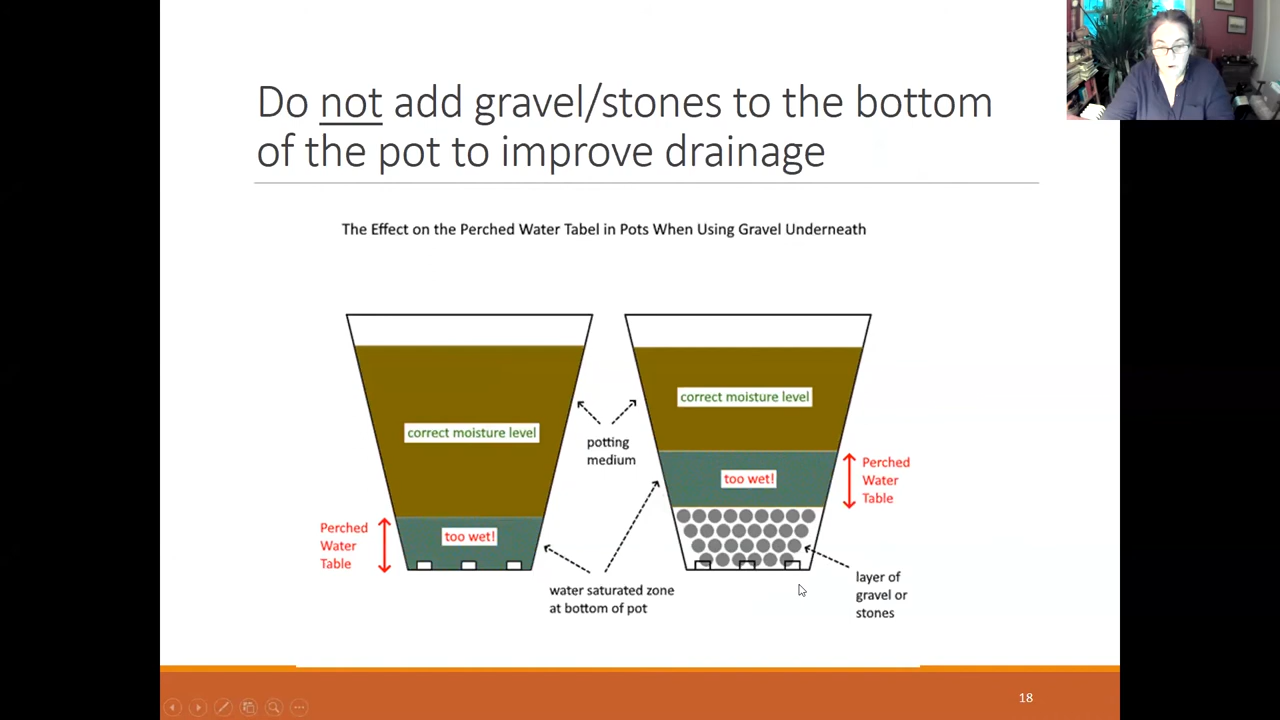 Do not add gravel/stones to the bottom
of the pot to improve drainage
The Effect on the Perched Water Tabel in Pots When Using Gravel Underneath
correct moisture level
correct moisture level
potting
medium
too wet!
Perched
Water
Table
Perched
Water
Table
too wet!
water saturated zone
at bottom of pot
layer of
gravel or
stones
18